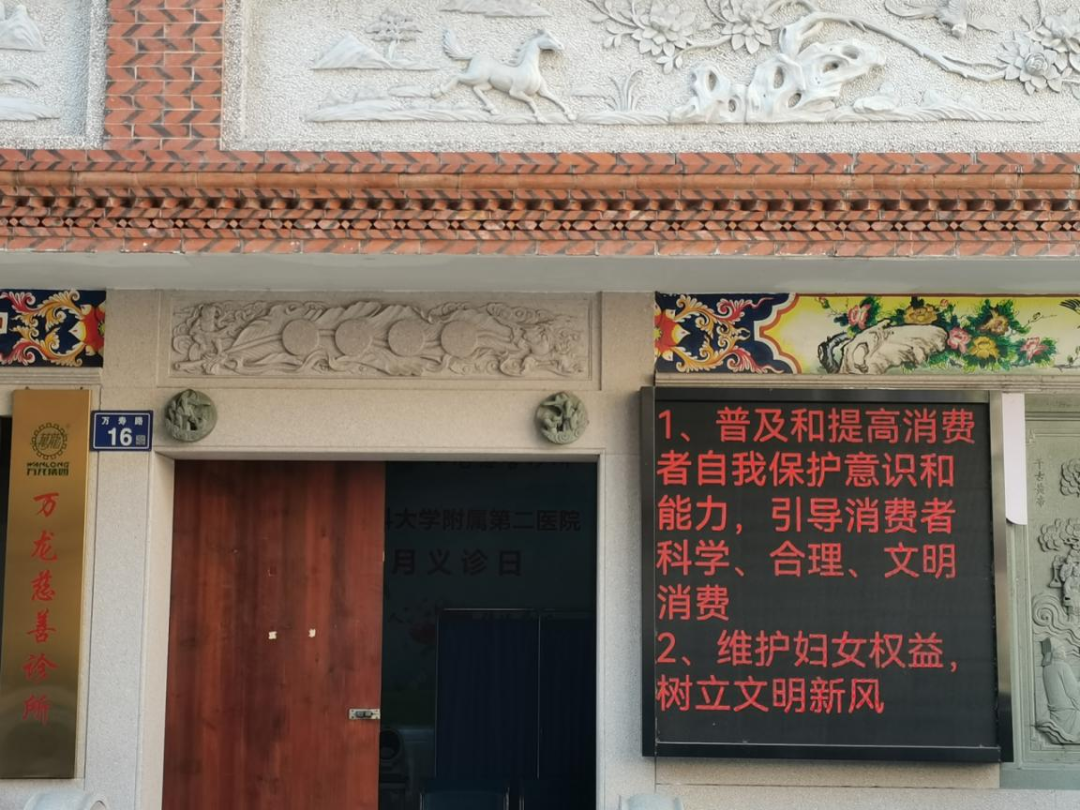 万龙慈善诊所
万寿路
16
科大学附属第二医院
月义诊日
1、普及和提高消费
者自我保护意识和
能力，引导消费者
科学、合理、文明
消费
2、维护妇女权益，
树立文明新风